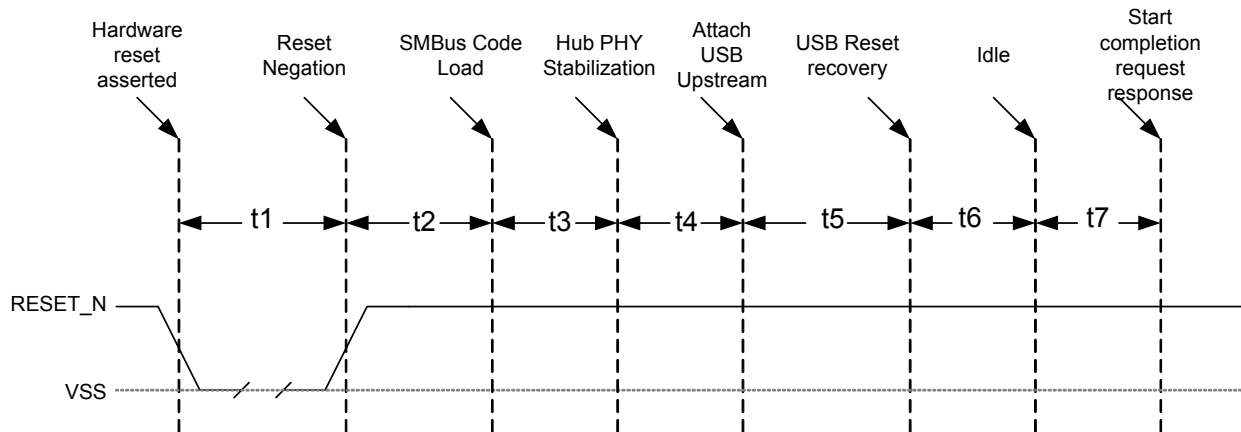 Hardware
reset
asserted
Reset
Negation
SMBus Code
Load
Hub PHY
Stabilization
Attach
USB
Upstream
USB Reset
recovery
Idle
Start
completion
request
response
t1
t2
t3
t4
t5
t6
t7
RESET_N
VSS